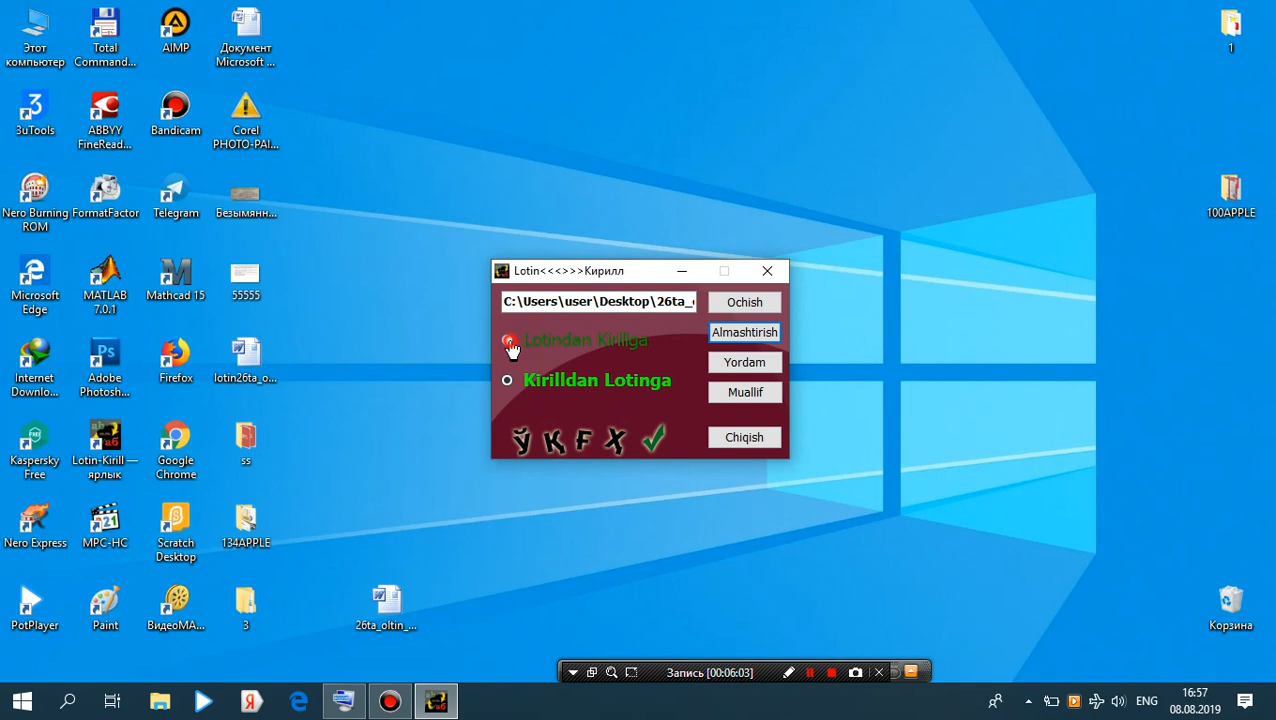 Этот
компьютер
Total
Command...
AIMP
Документ
Microsoft ...
1
3uTools
ABBYY
FineRead...
Bandicam
Corel
PHOTO-PAI...
Nero Burning
ROM
FormatFactor
Telegram
Безымянн...
100APPLE
Microsoft
Edge
MATLAB
7.0.1
Mathcad 15
55555
Internet
Downlo...
Adobe
Photosh...
Firefox
lotin26ta_o...
Kaspersky
Free
Lotin-Kirill —
ярлык
Google
Chrome
ss
Nero Express
MPC-HC
Scratch
Desktop
134APPLE
PotPlayer
Paint
ВидеоМА...
3
26ta_oltin_...
Корзина
Lotin<<<>>>Кирилл
C:\Users\user\Desktop\26ta_
Ochish
Lotindan Kirillga
Almashtirish
Yordam
Kirilldan Lotinga
Muallif
Ў Қ Ғ Ҳ
Chiqish
Запись [00:06:03]
ENG
16:57
08.08.2019